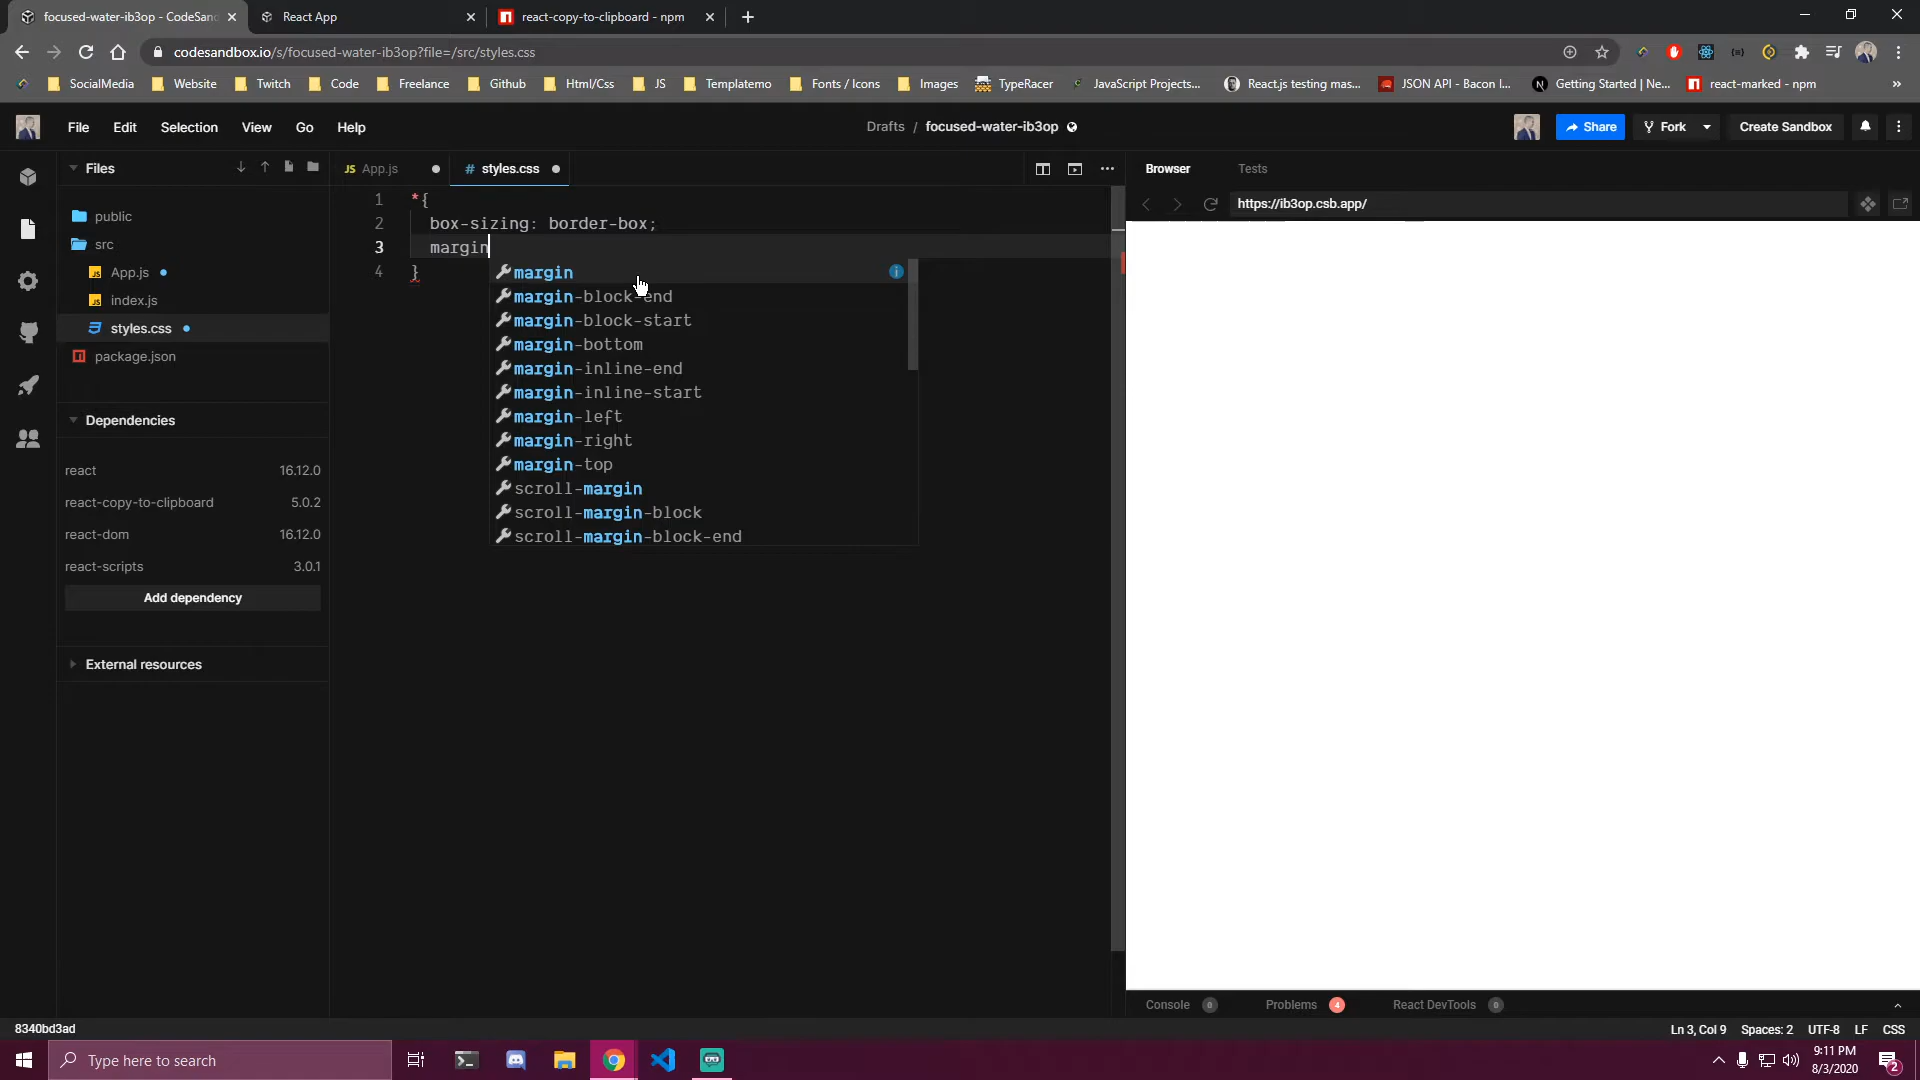 focused-water-ib3op - CodeSan
React App
react-copy-to-clipboard - npm
codesandbox.io/s/focused-water-ib3op?file=/src/styles.css
SocialMedia
Website
Twitch
Code
Freelance
Github
Html/Css
JS
Templatemo
Fonts / Icons
Images
TypeRacer
JavaScript Projects...
React.js testing mas...
JSON API - Bacon I...
Getting Started | Ne...
react-marked - npm
»
File Edit Selection View Go Help
Drafts / focused-water-ib3op
Share
Fork
Create Sandbox
Files
public
src
App.js
index.js
styles.css
package.json
Dependencies
react 16.12.0
react-copy-to-clipboard 5.0.2
react-dom 16.12.0
react-scripts 3.0.1
Add dependency
External resources
JS App.js
# styles.css
1 *{
2 box-sizing: border-box;
3 margin
4 }
margin
margin-block-end
margin-block-start
margin-bottom
margin-inline-end
margin-inline-start
margin-left
margin-right
margin-top
scroll-margin
scroll-margin-block
scroll-margin-block-end
Browser Tests
https://ib3op.csb.app/
Console 0 Problems 4 React DevTools 0
8340bd3ad
Ln 3, Col 9 Spaces: 2 UTF-8 LF CSS
Type here to search
9:11 PM
8/3/2020
2